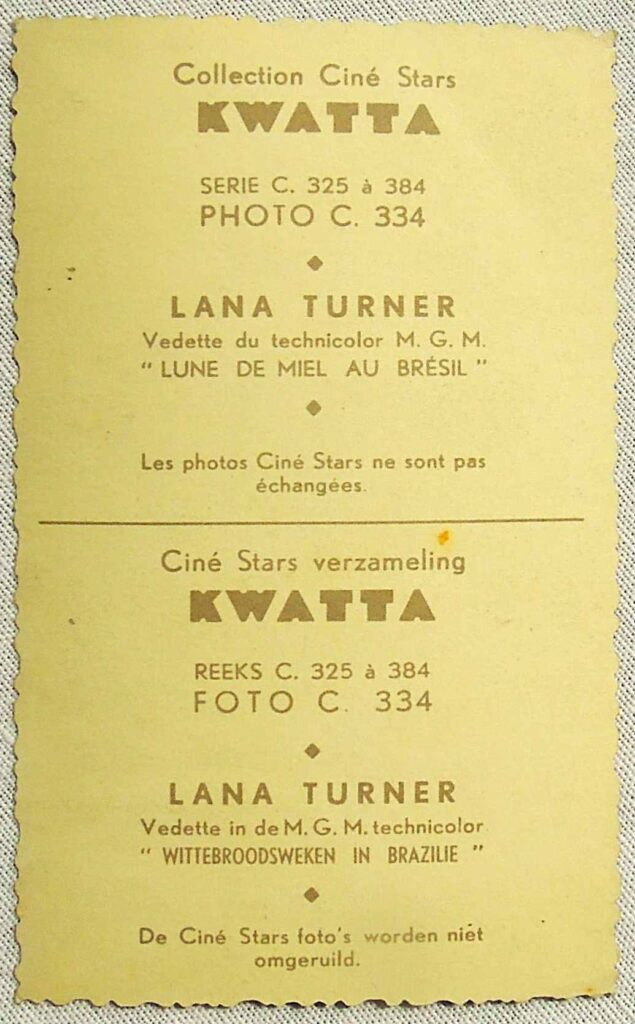 Collection Ciné Stars
KWATTA
SERIE C. 325 à 384
PHOTO C. 334
LANA TURNER
Vedette du technicolor M. G. M.
" LUNE DE MIEL AU BRÉSIL "
Les photos Ciné Stars ne sont pas
échangées.
Ciné Stars verzameling
KWATTA
REEKS C. 325 à 384
FOTO C. 334
LANA TURNER
Vedette in de M. G. M. technicolor
" WITTEBROODSWEKEN IN BRAZILIE "
De Ciné Stars foto's worden niet
omgeruild.